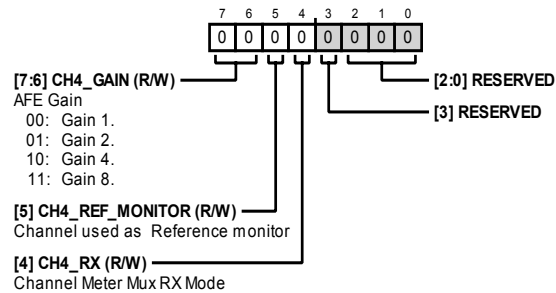 7 6 5 4 3 2 1 0
0 0 0 0 0 0 0 0
[7:6] CH4_GAIN (R/W)
AFE Gain
00: Gain 1.
01: Gain 2.
10: Gain 4.
11: Gain 8.
[5] CH4_REF_MONITOR (R/W)
Channel used as Reference monitor
[4] CH4_RX (R/W)
Channel Meter Mux RX Mode
[2:0] RESERVED
[3] RESERVED